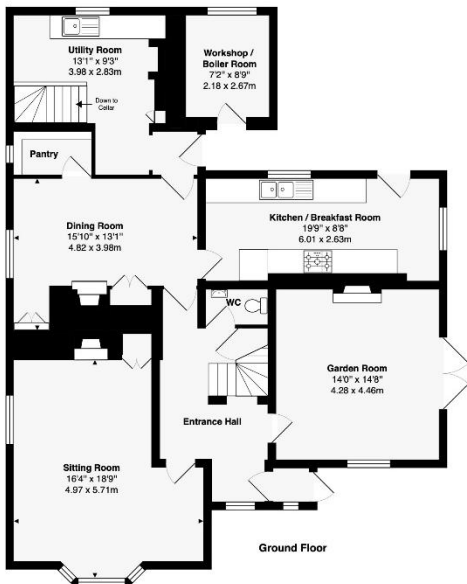 Utility Room
13'1" x 9'3"
3.98 x 2.83m
Down to
Cellar
Workshop /
Boiler Room
7'2" x 8'9"
2.18 x 2.67m
Pantry
Dining Room
15'10" x 13'1"
4.82 x 3.98m
Kitchen / Breakfast Room
19'9" x 8'8"
6.01 x 2.63m
WC
Garden Room
14'0" x 14'8"
4.28 x 4.46m
Entrance Hall
Sitting Room
16'4" x 18'9"
4.97 x 5.71m
Ground Floor